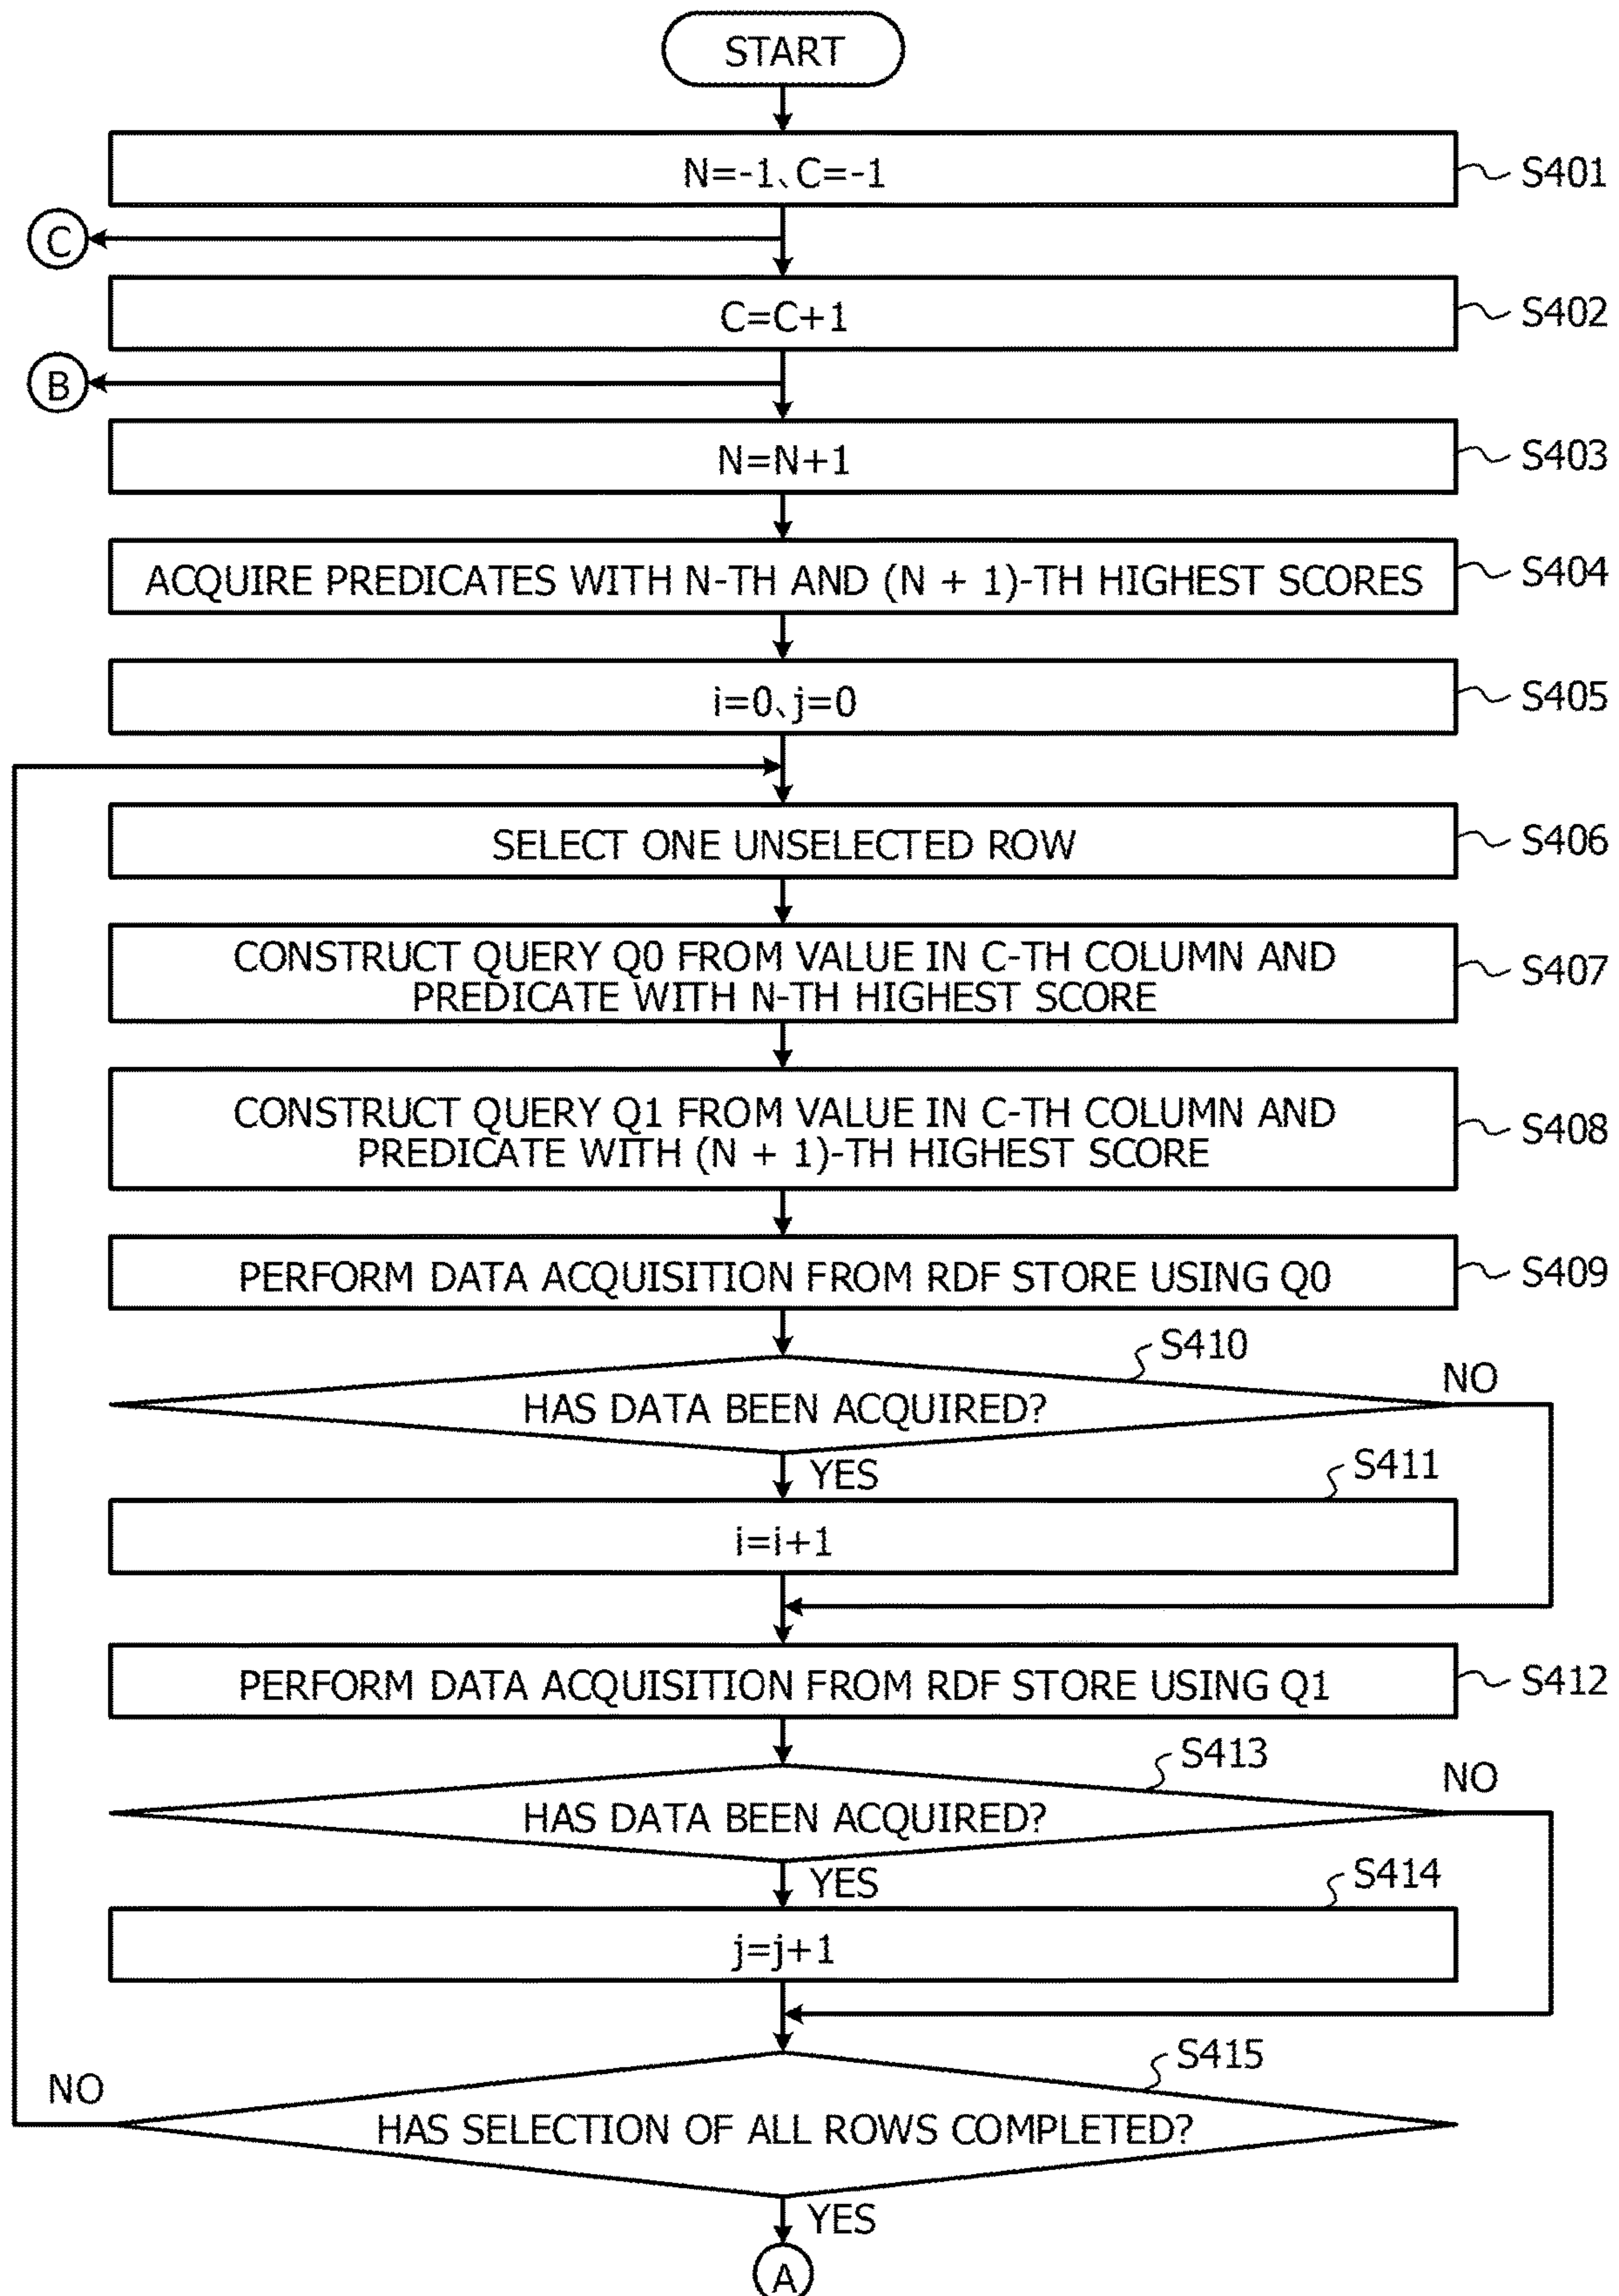 START
N=-1、C=-1
S401
C
C=C+1
S402
B
N=N+1
S403
ACQUIRE PREDICATES WITH N-TH AND (N + 1)-TH HIGHEST SCORES
S404
i=0、j=0
S405
SELECT ONE UNSELECTED ROW
S406
CONSTRUCT QUERY Q0 FROM VALUE IN C-TH COLUMN AND
PREDICATE WITH N-TH HIGHEST SCORE
S407
CONSTRUCT QUERY Q1 FROM VALUE IN C-TH COLUMN AND
PREDICATE WITH (N + 1)-TH HIGHEST SCORE
S408
PERFORM DATA ACQUISITION FROM RDF STORE USING Q0
S409
S410
HAS DATA BEEN ACQUIRED?
NO
YES
S411
i=i+1
PERFORM DATA ACQUISITION FROM RDF STORE USING Q1
S412
S413
HAS DATA BEEN ACQUIRED?
NO
YES
S414
j=j+1
S415
NO
HAS SELECTION OF ALL ROWS COMPLETED?
YES
A